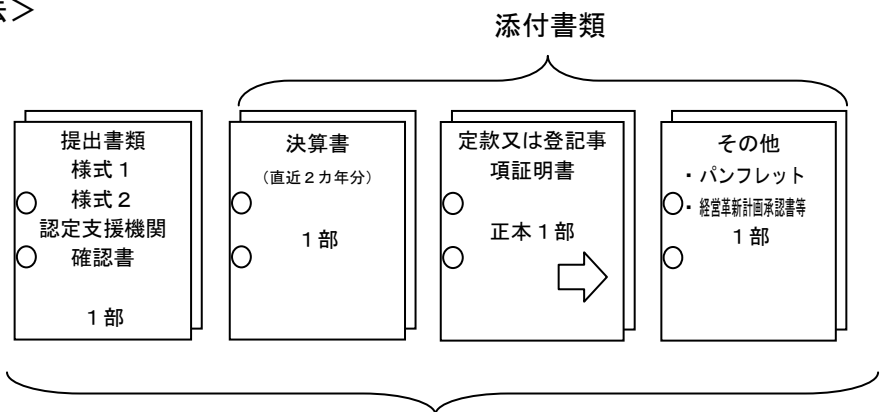 法＞
添付書類
提出書類
様式１
様式２
認定支援機関
確認書
１部
決算書
（直近２カ年分）
１部
定款又は登記事
項証明書
正本１部
その他
・パンフレット
・経営革新計画承認書等
１部